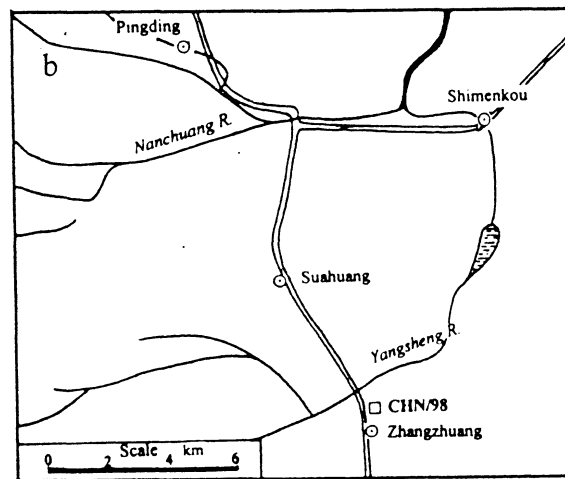 Pingding
b
Shimenkou
Nanchuang R.
Suahuang
Yangsheng R.
CHN/98
Zhangzhuang
Scale km
0 2 4 6